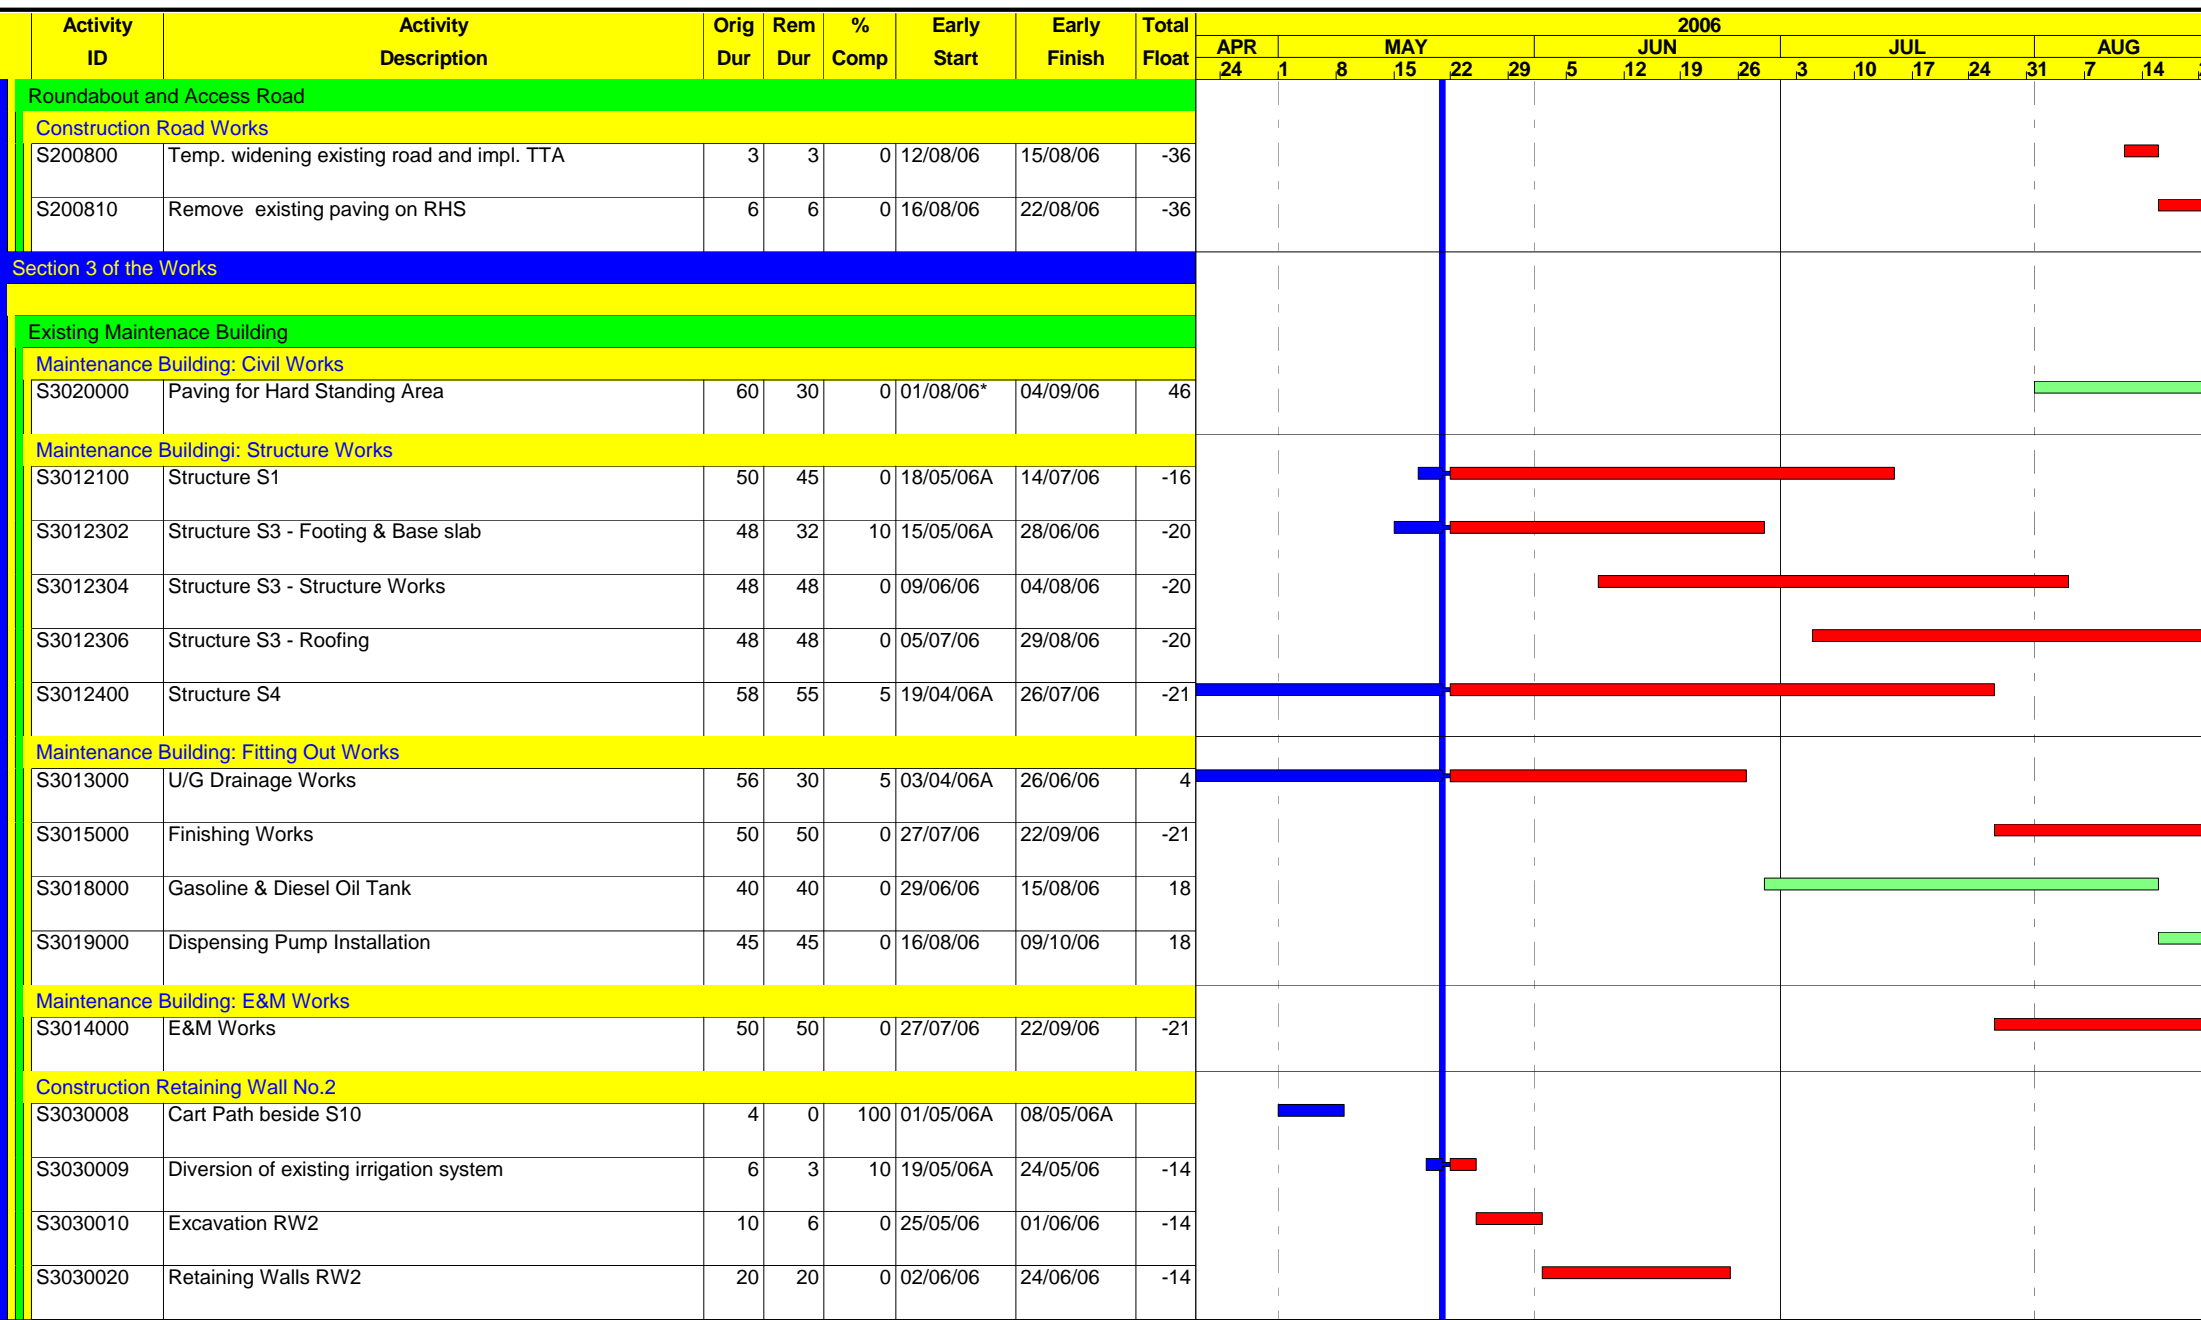 Activity Activity Orig Rem % Early Early Total 2006
ID Description Dur Dur Comp Start Finish Float APR MAY JUN JUL AUG
24 1 8 15 22 29 5 12 19 26 3 10 17 24 31 7 14
Roundabout and Access Road
Construction Road Works
S200800 Temp. widening existing road and impl. TTA 3 3 0 12/08/06 15/08/06 -36
S200810 Remove existing paving on RHS 6 6 0 16/08/06 22/08/06 -36
Section 3 of the Works
Existing Maintenace Building
Maintenance Building: Civil Works
S3020000 Paving for Hard Standing Area 60 30 0 01/08/06* 04/09/06 46
Maintenance Buildingi: Structure Works
S3012100 Structure S1 50 45 0 18/05/06A 14/07/06 -16
S3012302 Structure S3 - Footing & Base slab 48 32 10 15/05/06A 28/06/06 -20
S3012304 Structure S3 - Structure Works 48 48 0 09/06/06 04/08/06 -20
S3012306 Structure S3 - Roofing 48 48 0 05/07/06 29/08/06 -20
S3012400 Structure S4 58 55 5 19/04/06A 26/07/06 -21
Maintenance Building: Fitting Out Works
S3013000 U/G Drainage Works 56 30 5 03/04/06A 26/06/06 4
S3015000 Finishing Works 50 50 0 27/07/06 22/09/06 -21
S3018000 Gasoline & Diesel Oil Tank 40 40 0 29/06/06 15/08/06 18
S3019000 Dispensing Pump Installation 45 45 0 16/08/06 09/10/06 18
Maintenance Building: E&M Works
S3014000 E&M Works 50 50 0 27/07/06 22/09/06 -21
Construction Retaining Wall No.2
S3030008 Cart Path beside S10 4 0 100 01/05/06A 08/05/06A
S3030009 Diversion of existing irrigation system 6 3 10 19/05/06A 24/05/06 -14
S3030010 Excavation RW2 10 6 0 25/05/06 01/06/06 -14
S3030020 Retaining Walls RW2 20 20 0 02/06/06 24/06/06 -14